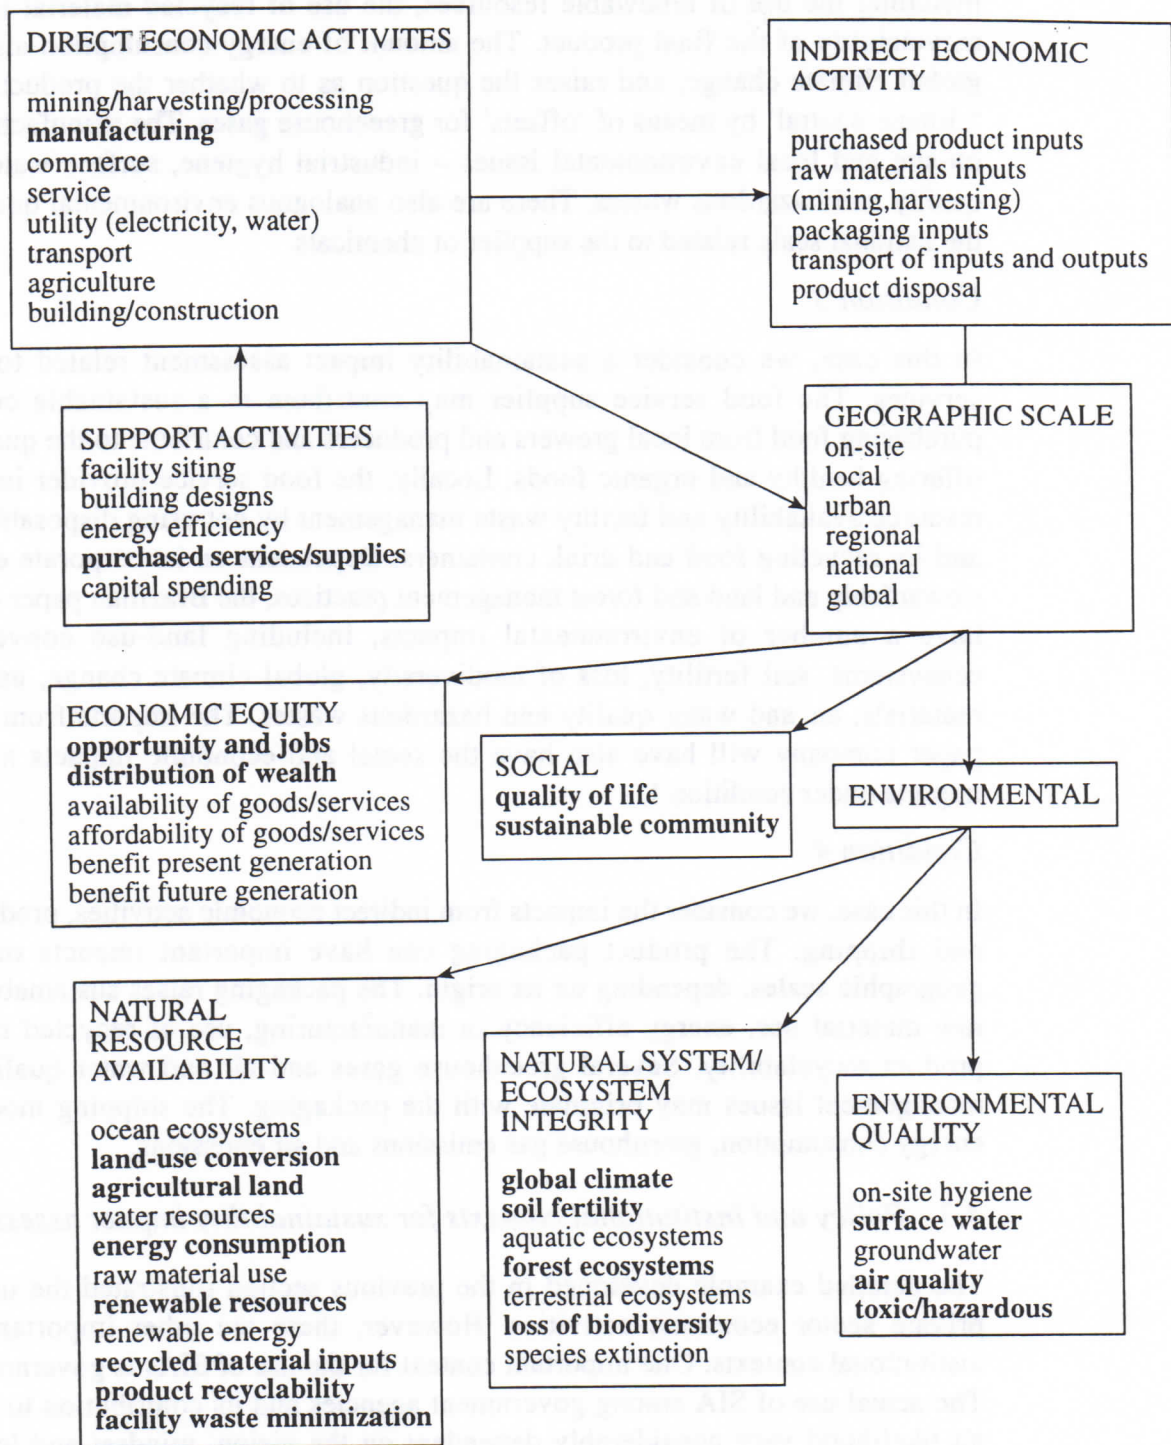 DIRECT ECONOMIC ACTIVITES
mining/harvesting/processing
manufacturing
commerce
service
utility (electricity, water)
transport
agriculture
building/construction
INDIRECT ECONOMIC
ACTIVITY
purchased product inputs
raw materials inputs
(mining,harvesting)
packaging inputs
transport of inputs and outputs
product disposal
SUPPORT ACTIVITIES
facility siting
building designs
energy efficiency
purchased services/supplies
capital spending
GEOGRAPHIC SCALE
on-site
local
urban
regional
national
global
ECONOMIC EQUITY
opportunity and jobs
distribution of wealth
availability of goods/services
affordability of goods/services
benefit present generation
benefit future generation
SOCIAL
quality of life
sustainable community
ENVIRONMENTAL
NATURAL
RESOURCE
AVAILABILITY
ocean ecosystems
land-use conversion
agricultural land
water resources
energy consumption
raw material use
renewable resources
renewable energy
recycled material inputs
product recyclability
facility waste minimization
NATURAL SYSTEM/
ECOSYSTEM
INTEGRITY
global climate
soil fertility
aquatic ecosystems
forest ecosystems
terrestrial ecosystems
loss of biodiversity
species extinction
ENVIRONMENTAL
QUALITY
on-site hygiene
surface water
groundwater
air quality
toxic/hazardous